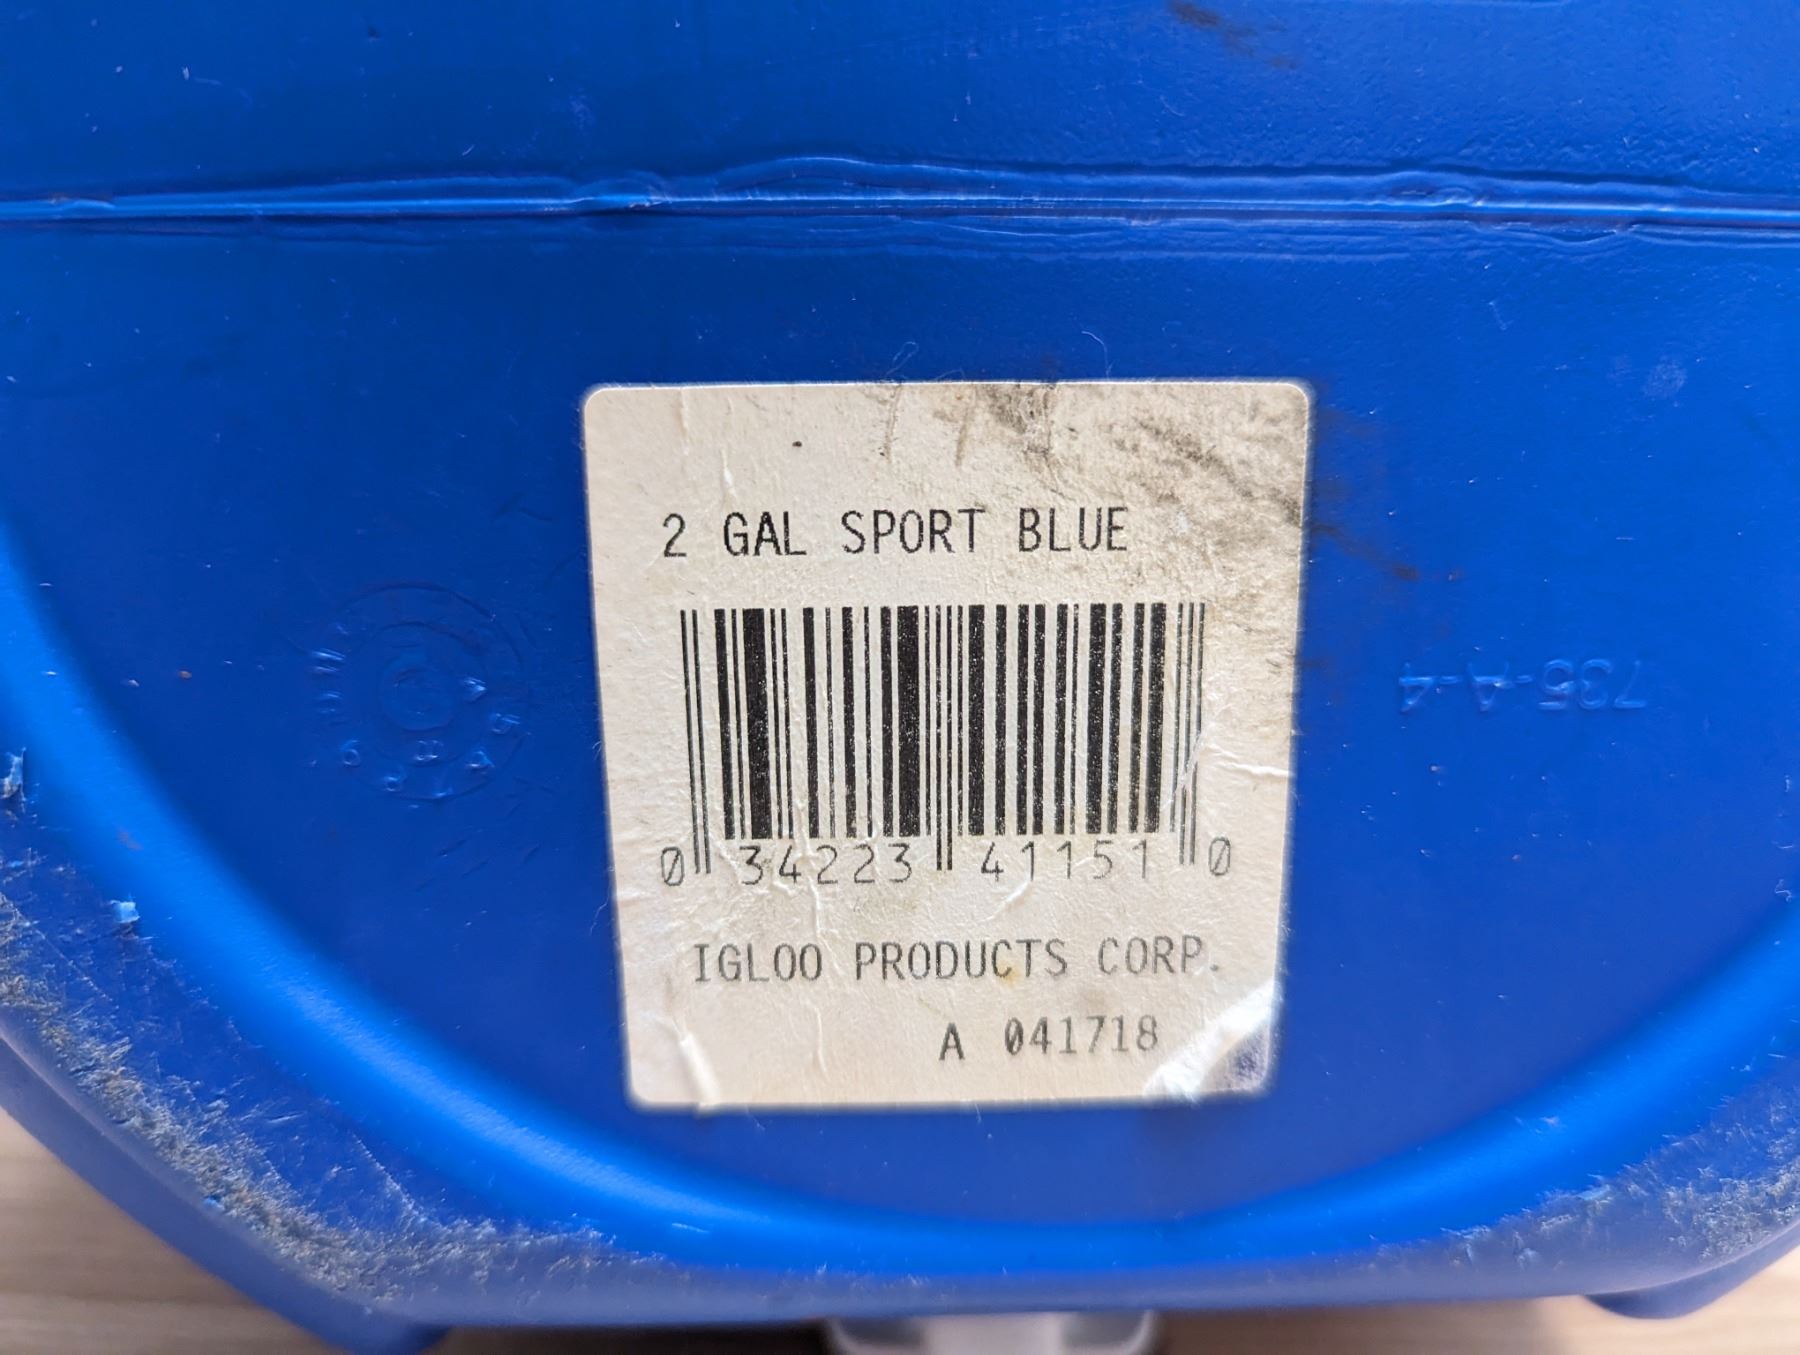 2 GAL SPORT BLUE
0 34223 41151 0
IGLOO PRODUCTS CORP.
A 041718
735-A-4